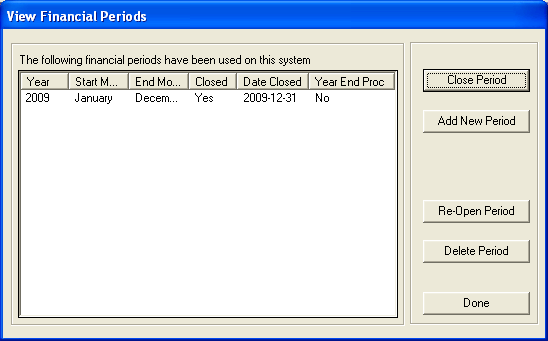 View Financial Periods
The following financial periods have been used on this system
Year Start M... End Mo... Closed Date Closed Year End Proc
2009 January Decem... Yes 2009-12-31 No
Close Period
Add New Period
Re-Open Period
Delete Period
Done